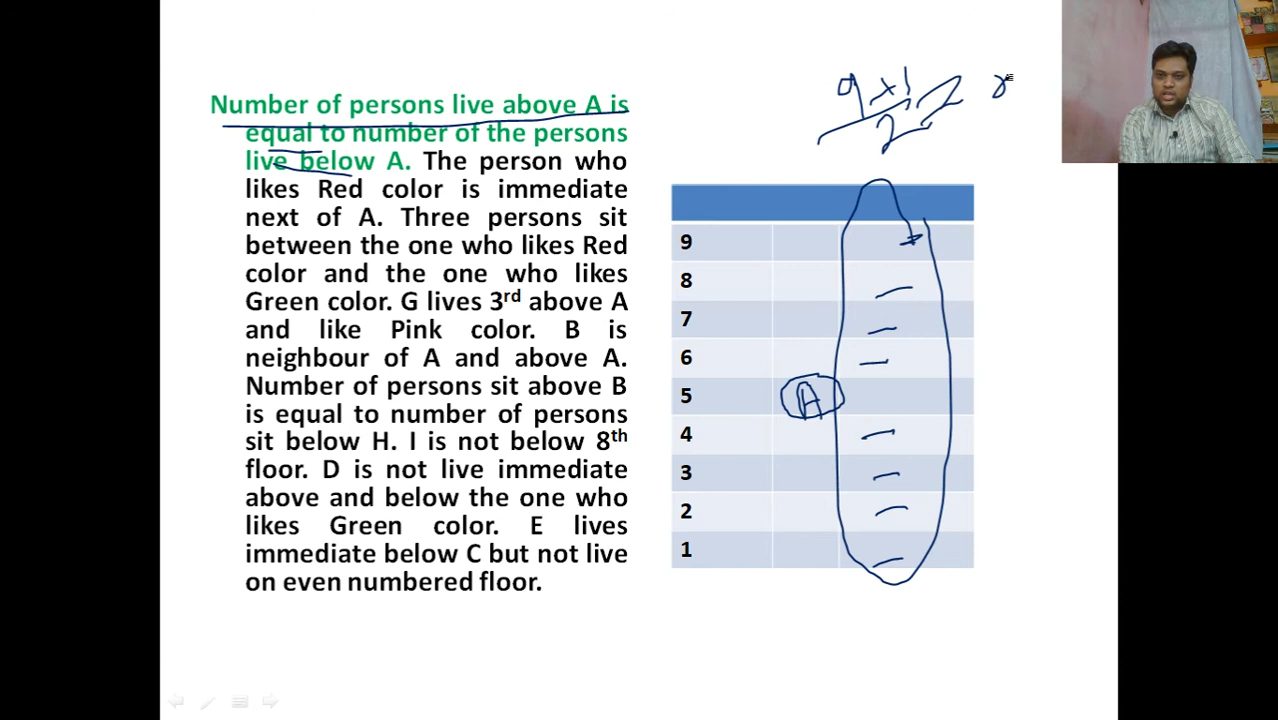 Number of persons live above A is
equal to number of the persons
live below A. The person who
likes Red color is immediate
next of A. Three persons sit
between the one who likes Red
color and the one who likes
Green color. G lives 3rd above A
and like Pink color. B is
neighbour of A and above A.
Number of persons sit above B
is equal to number of persons
sit below H. I is not below 8th
floor. D is not live immediate
above and below the one who
likes Green color. E lives
immediate below C but not live
on even numbered floor.
9
8
7
6
5 A
4
3
2
1